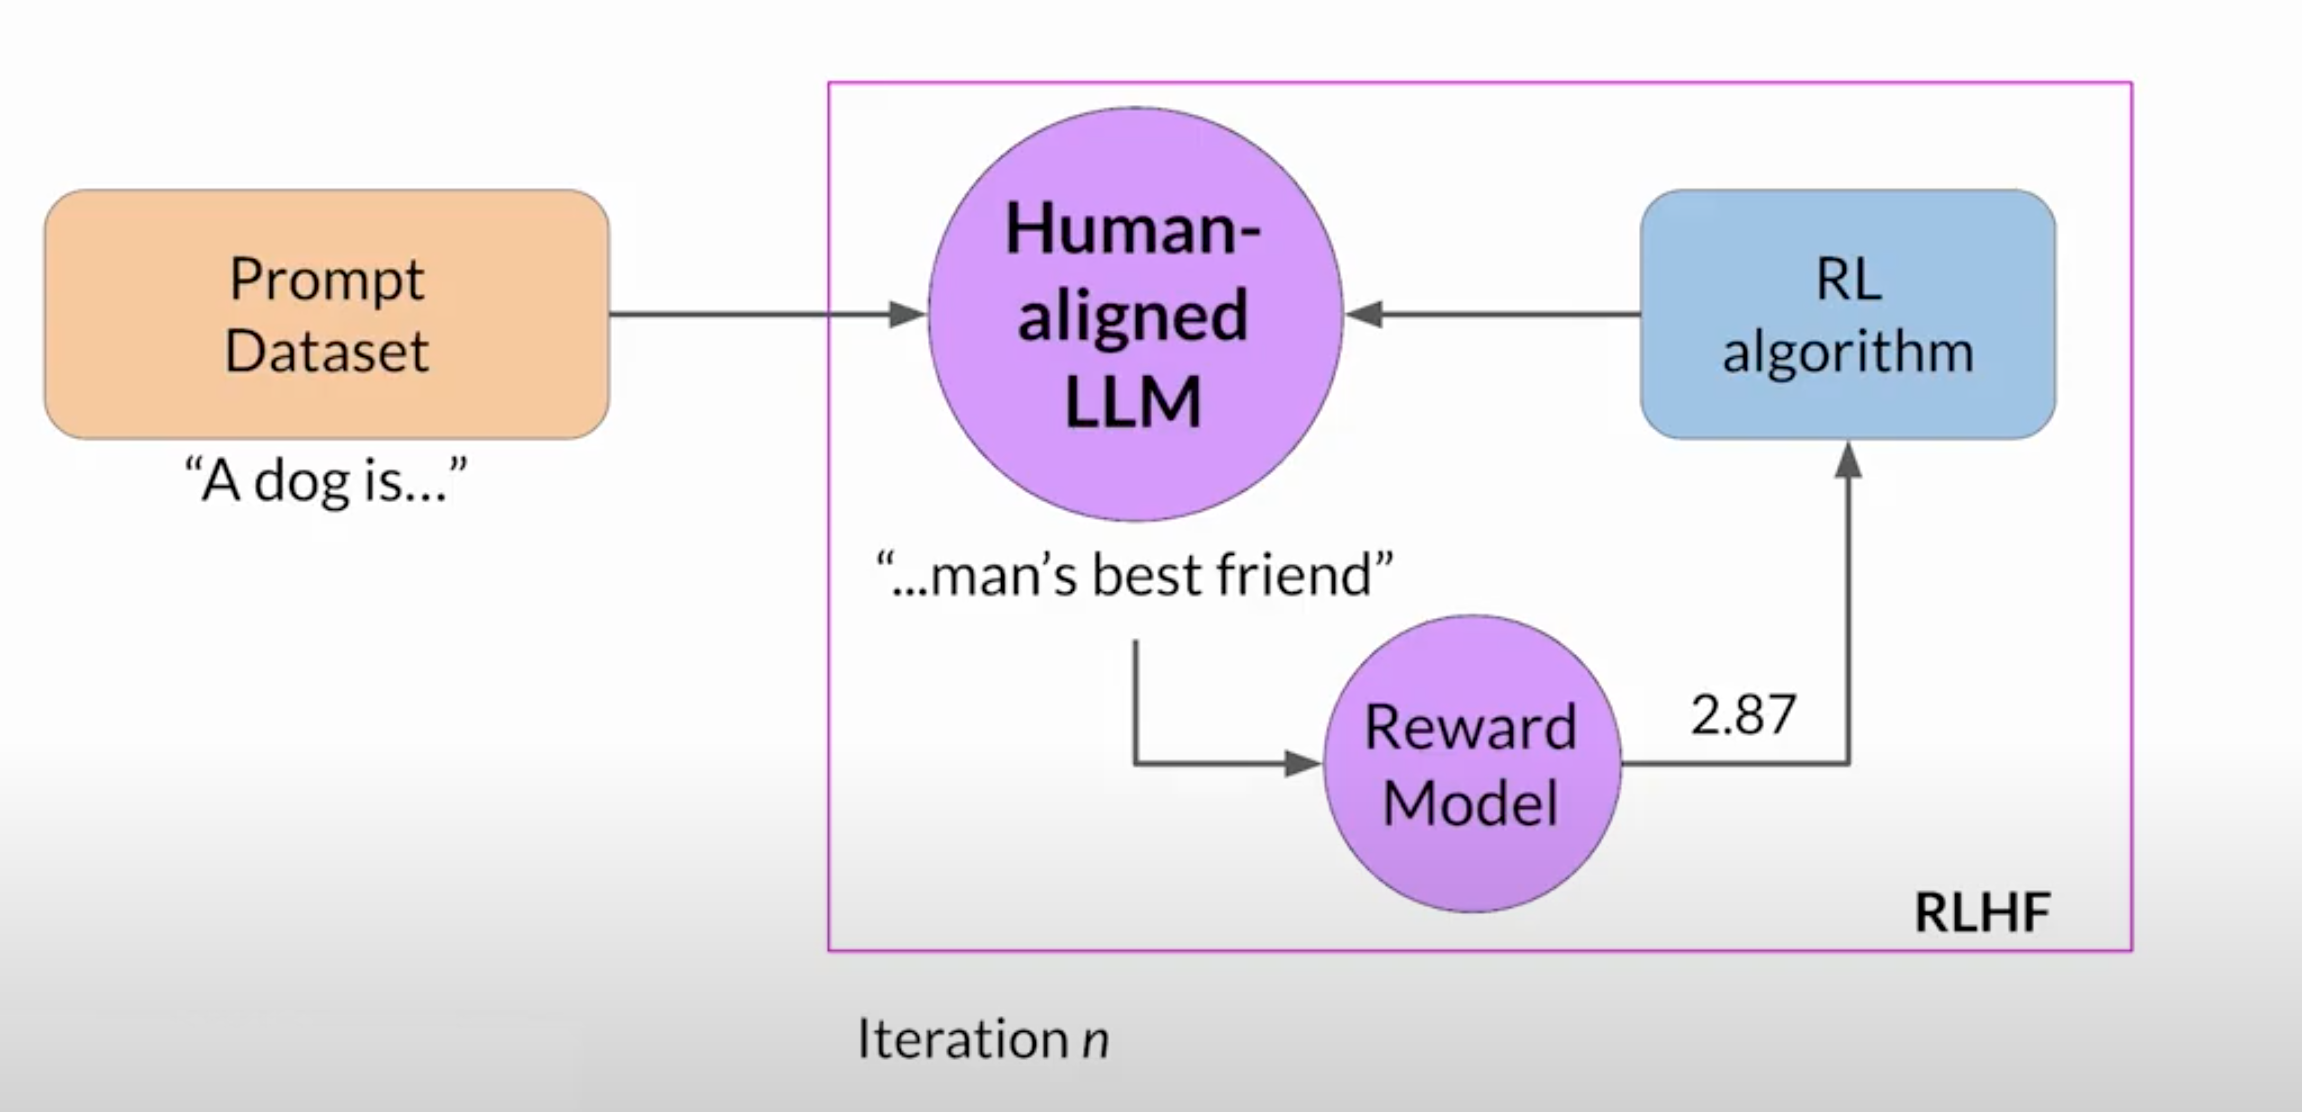 Prompt
Dataset
“A dog is...”
Human-
aligned
LLM
“...man’s best friend”
RL
algorithm
Reward
Model
2.87
RLHF
Iteration n